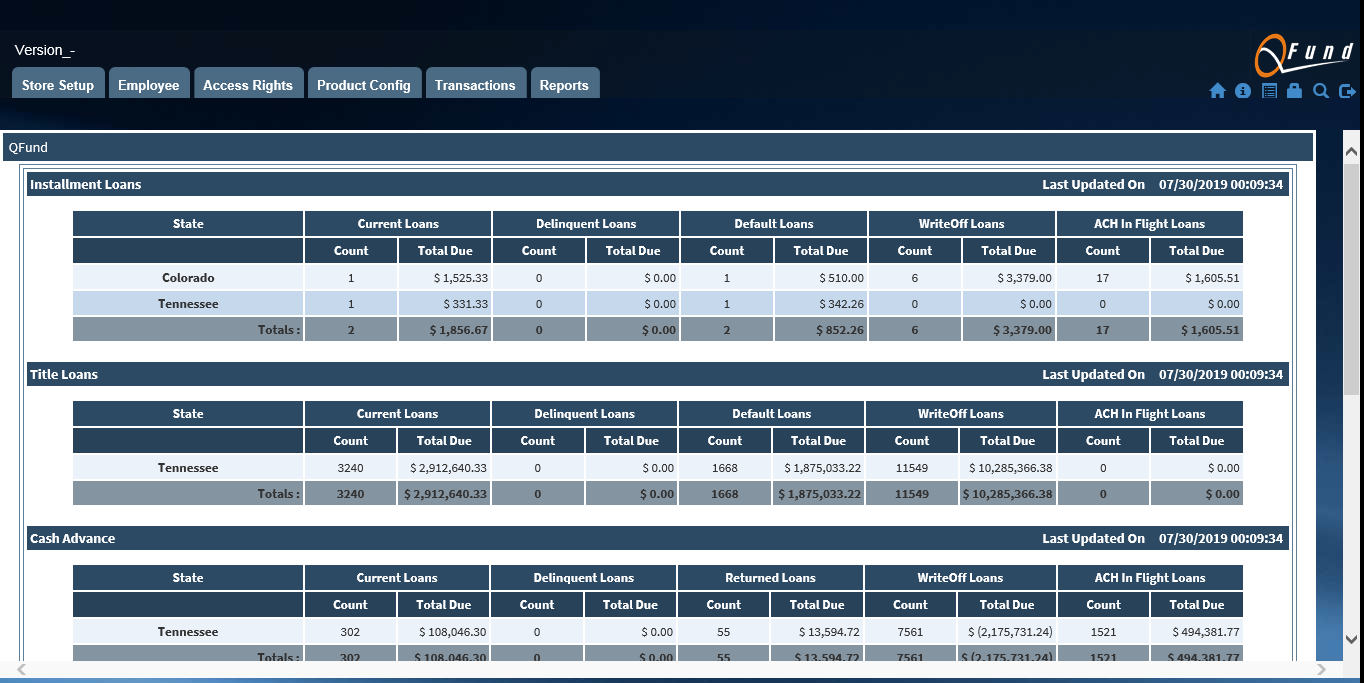 Version_-
QFund
Store Setup Employee Access Rights Product Config Transactions Reports
QFund
Installment Loans Last Updated On 07/30/2019 00:09:34
State Current Loans Delinquent Loans Default Loans WriteOff Loans ACH In Flight Loans
Count Total Due Count Total Due Count Total Due Count Total Due Count Total Due
Colorado 1 $ 1,525.33 0 $ 0.00 1 $ 510.00 6 $ 3,379.00 17 $ 1,605.51
Tennessee 1 $ 331.33 0 $ 0.00 1 $ 342.26 0 $ 0.00 0 $ 0.00
Totals : 2 $ 1,856.67 0 $ 0.00 2 $ 852.26 6 $ 3,379.00 17 $ 1,605.51
Title Loans Last Updated On 07/30/2019 00:09:34
State Current Loans Delinquent Loans Default Loans WriteOff Loans ACH In Flight Loans
Count Total Due Count Total Due Count Total Due Count Total Due Count Total Due
Tennessee 3240 $ 2,912,640.33 0 $ 0.00 1668 $ 1,875,033.22 11549 $ 10,285,366.38 0 $ 0.00
Totals : 3240 $ 2,912,640.33 0 $ 0.00 1668 $ 1,875,033.22 11549 $ 10,285,366.38 0 $ 0.00
Cash Advance Last Updated On 07/30/2019 00:09:34
State Current Loans Delinquent Loans Returned Loans WriteOff Loans ACH In Flight Loans
Count Total Due Count Total Due Count Total Due Count Total Due Count Total Due
Tennessee 302 $ 108,046.30 0 $ 0.00 55 $ 13,594.72 7561 $ (2,175,731.24) 1521 $ 494,381.77
Totals : 302 $ 108,046.30 0 $ 0.00 55 $ 13,594.72 7561 $ (2,175,731.24) 1521 $ 494,381.77